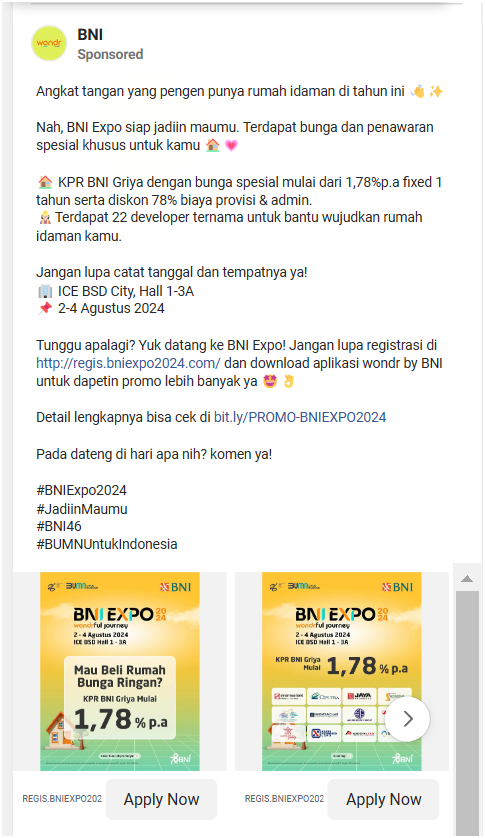 BNI
wondr
Sponsored
Angkat tangan yang pengen punya rumah idaman di tahun ini 👋 ✨
Nah, BNI Expo siap jadiin maumu. Terdapat bunga dan penawaran
spesial khusus untuk kamu 🏠 💗
🏠 KPR BNI Griya dengan bunga spesial mulai dari 1,78%p.a fixed 1
tahun serta diskon 78% biaya provisi & admin.
👷Terdapat 22 developer ternama untuk bantu wujudkan rumah
idaman kamu.
Jangan lupa catat tanggal dan tempatnya ya!
🏢 ICE BSD City, Hall 1-3A
📌 2-4 Agustus 2024
Tunggu apalagi? Yuk datang ke BNI Expo! Jangan lupa registrasi di
http://regis.bniexpo2024.com/ dan download aplikasi wondr by BNI
untuk dapetin promo lebih banyak ya 🤩 👌
Detail lengkapnya bisa cek di bit.ly/PROMO-BNIEXPO2024
Pada dateng di hari apa nih? komen ya!
#BNIExpo2024
#JadiinMaumu
#BNI46
#BUMNUntukIndonesia
BNI
BNI EXPO 2024
wondrful journey
2 - 4 Agustus 2024
ICE BSD Hall 1 - 3A
Mau Beli Rumah
Bunga Ringan?
KPR BNI Griya Mulai
1,78 % p.a
78 BNI
REGIS.BNIEXPO202
Apply Now
BNI
BNI EXPO 2024
wondrful journey
2 - 4 Agustus 2024
ICE BSD Hall 1 - 3A
KPR BNI Griya
Mulai
1,78 % p.a
CIPUTRA
JAYA
78 BNI
REGIS.BNIEXPO202
Apply Now